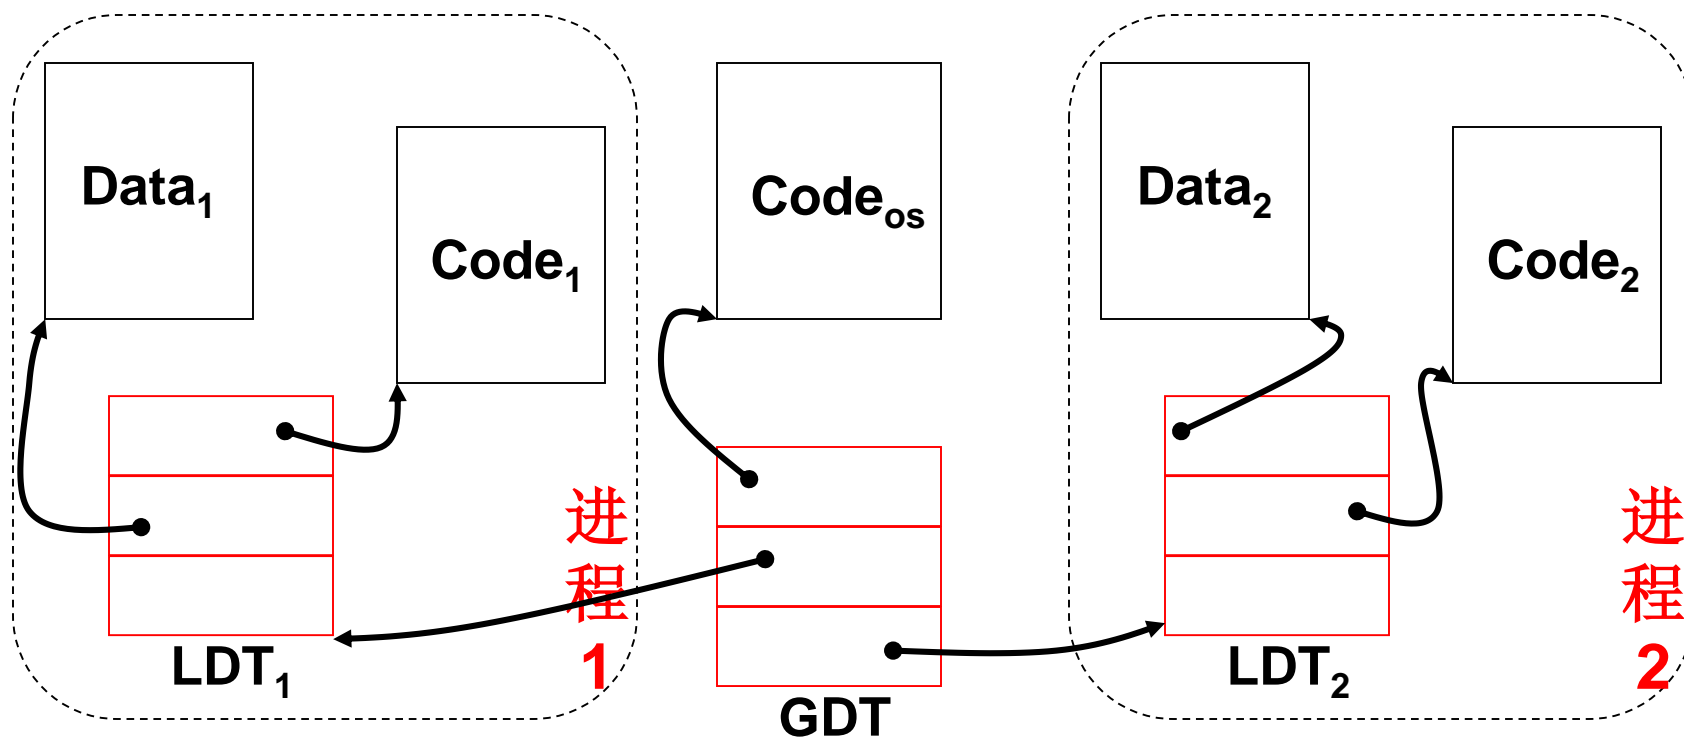 Data₁
Code₁
LDT₁
进
程
1
Codeₒₛ
GDT
Data₂
Code₂
LDT₂
进
程
2